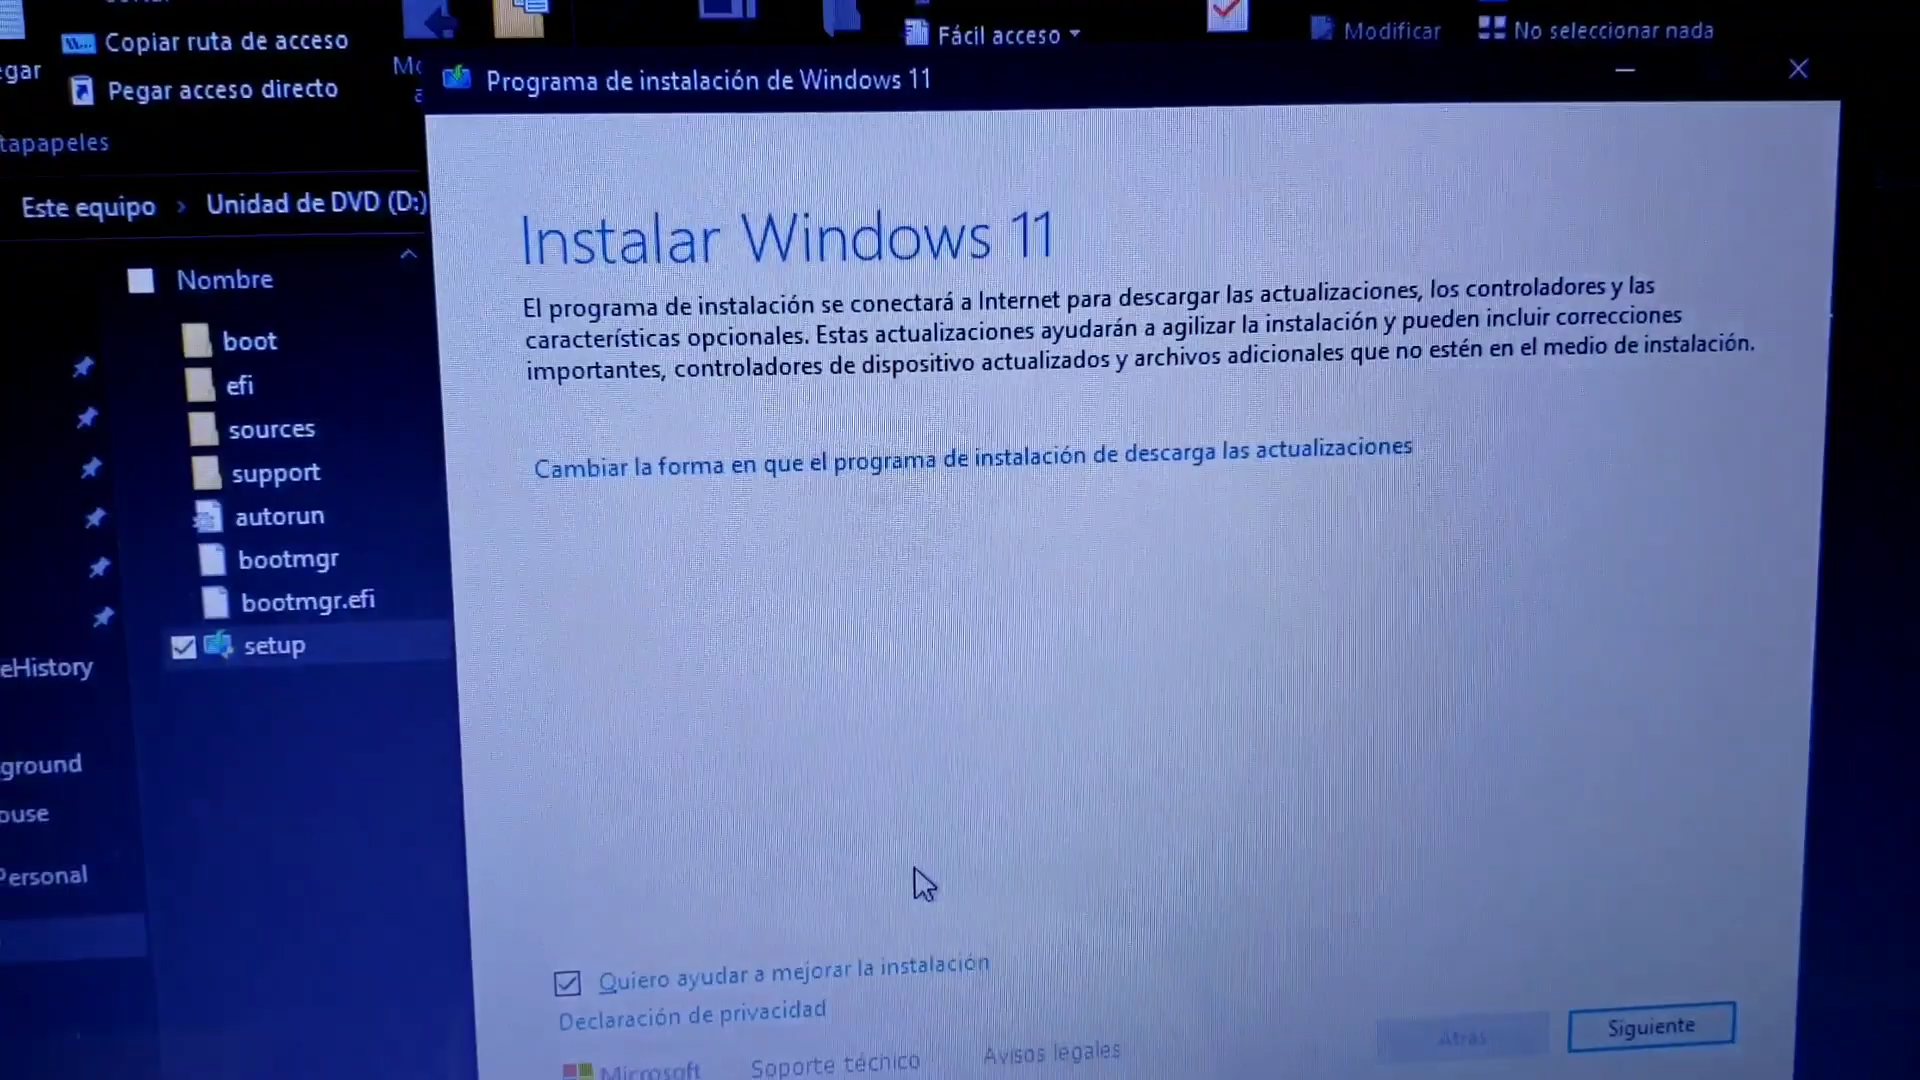 Copiar ruta de acceso
Pegar acceso directo
Fácil acceso
Modificar
No seleccionar nada
Programa de instalación de Windows 11
Este equipo > Unidad de DVD (D:)
Nombre
boot
efi
sources
support
autorun
bootmgr
bootmgr.efi
setup
eHistory
ground
ouse
Personal
Instalar Windows 11
El programa de instalación se conectará a Internet para descargar las actualizaciones, los controladores y las
características opcionales. Estas actualizaciones ayudarán a agilizar la instalación y pueden incluir correcciones
importantes, controladores de dispositivo actualizados y archivos adicionales que no estén en el medio de instalación.
Cambiar la forma en que el programa de instalación de descarga las actualizaciones
Quiero ayudar a mejorar la instalación
Declaración de privacidad
Microsoft
Soporte técnico
Avisos legales
Atrás
Siguiente